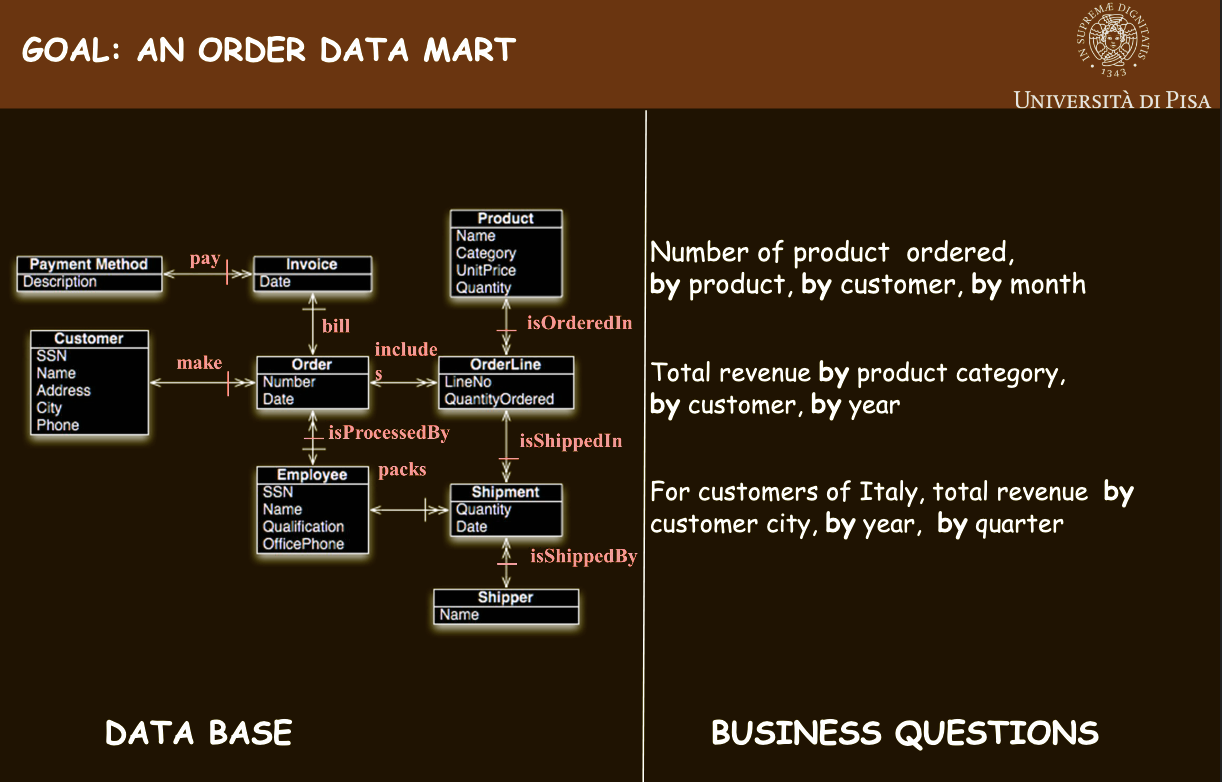 GOAL: AN ORDER DATA MART
IN SUPREMÆ DIGNITATIS
· 1343 ·
UNIVERSITÀ DI PISA
Product
Name
Category
UnitPrice
Quantity
Payment Method
Description
pay
Invoice
Date
bill
isOrderedIn
Customer
SSN
Name
Address
City
Phone
make
Order
Number
Date
include
s
OrderLine
LineNo
QuantityOrdered
isProcessedBy
isShippedIn
Employee
SSN
Name
Qualification
OfficePhone
packs
Shipment
Quantity
Date
isShippedBy
Shipper
Name
DATA BASE
Number of product ordered,
by product, by customer, by month
Total revenue by product category,
by customer, by year
For customers of Italy, total revenue by
customer city, by year, by quarter
BUSINESS QUESTIONS